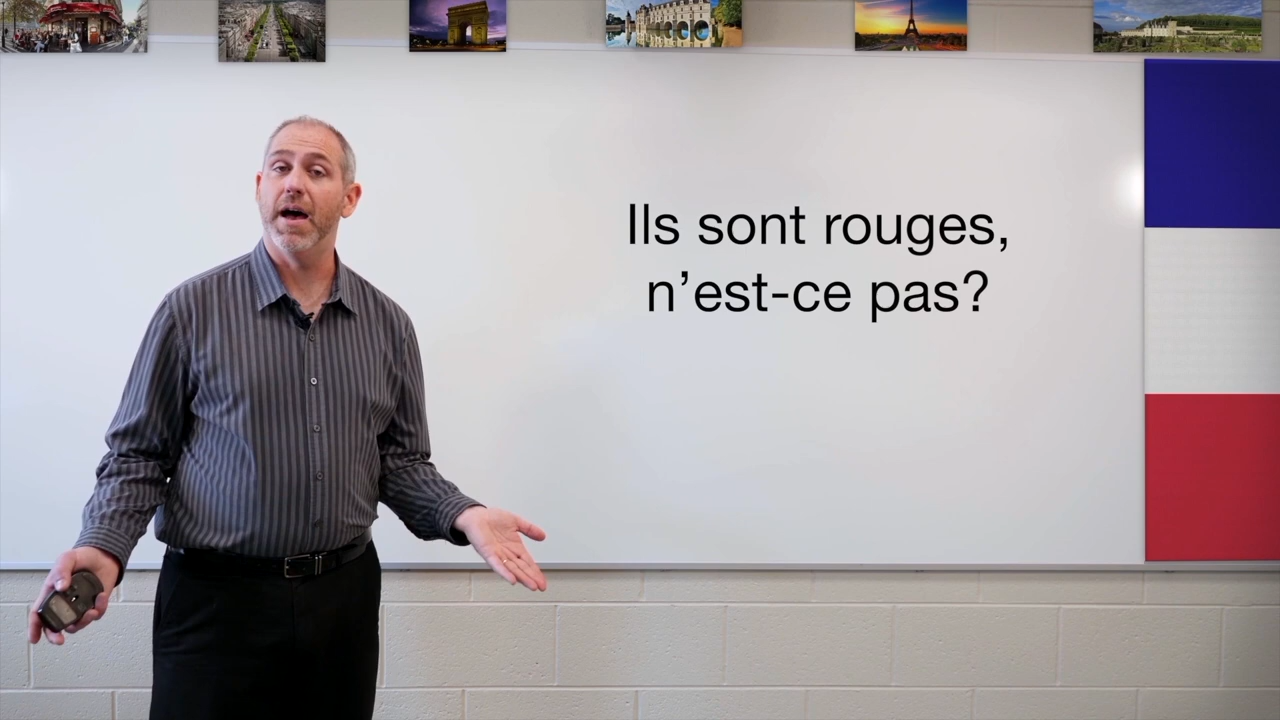 Ils sont rouges,
n’est-ce pas?